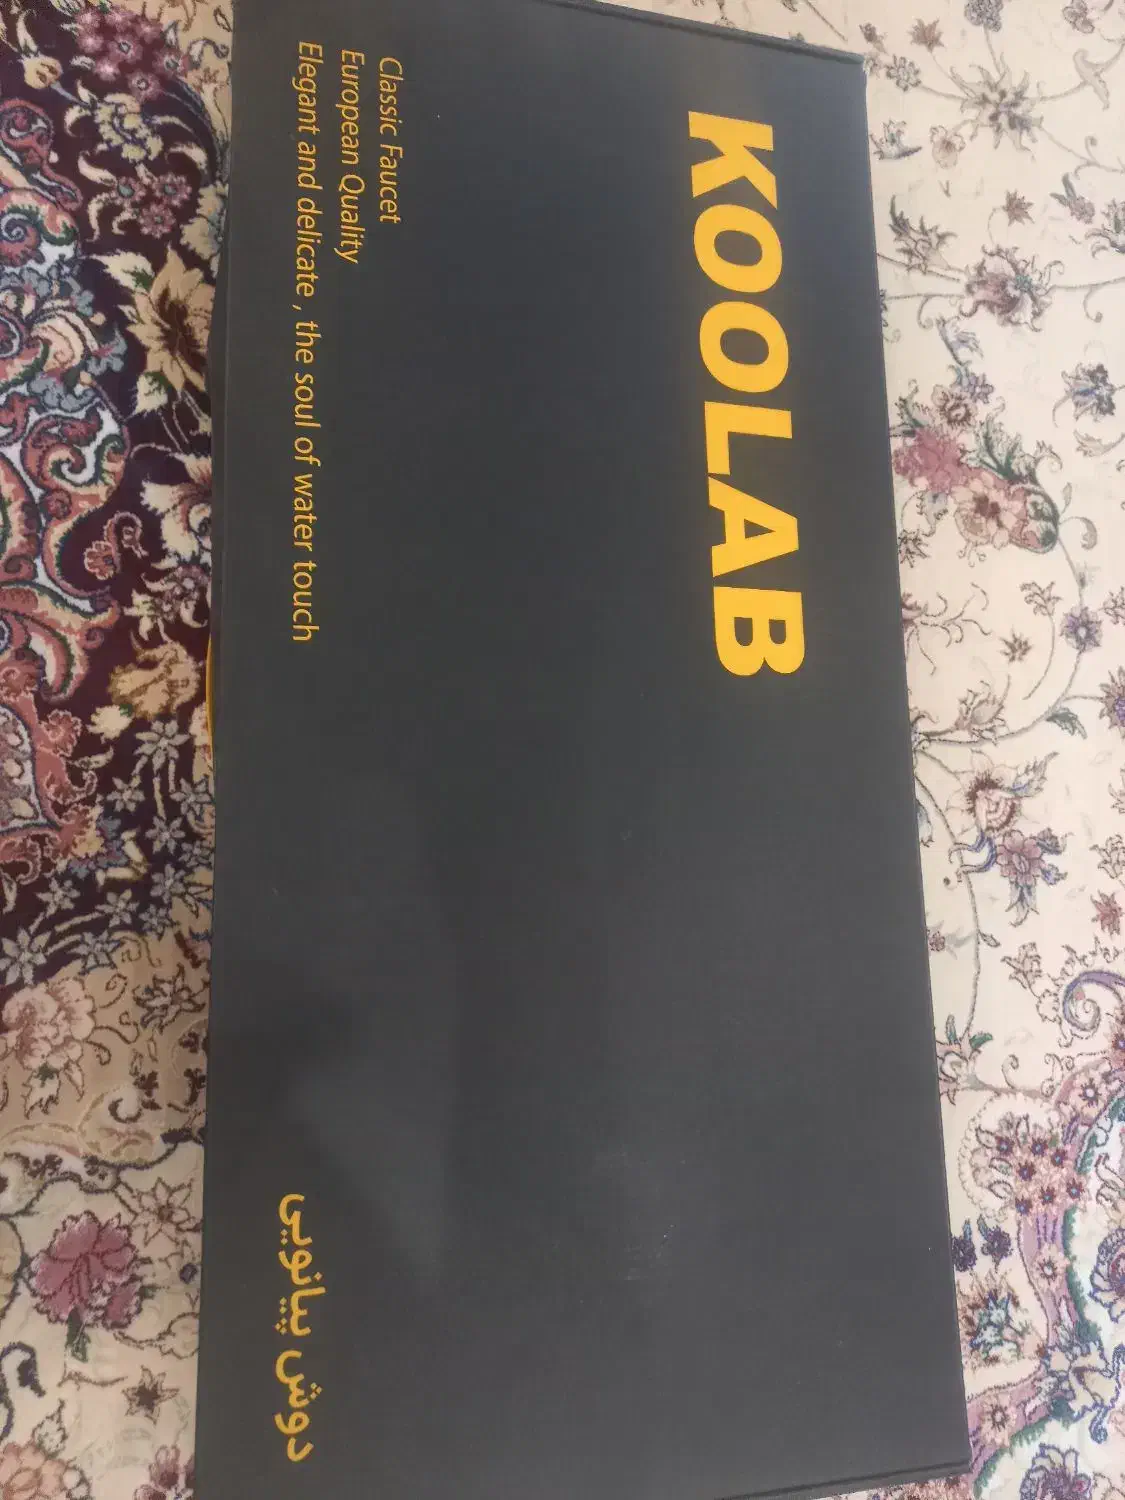 KOOLAB
Classic Faucet
European Quality
Elegant and delicate , the soul of water touch
دوش پیانویی